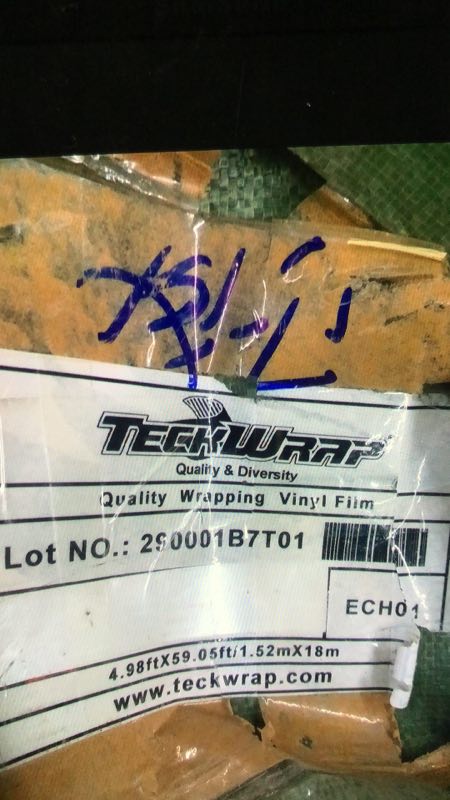 TECKWRAP
Quality & Diversity
Quality Wrapping Vinyl Film
Lot NO.: 290001B7T01
ECH01
4.98ftX59.05ft/1.52mX18m
www.teckwrap.com